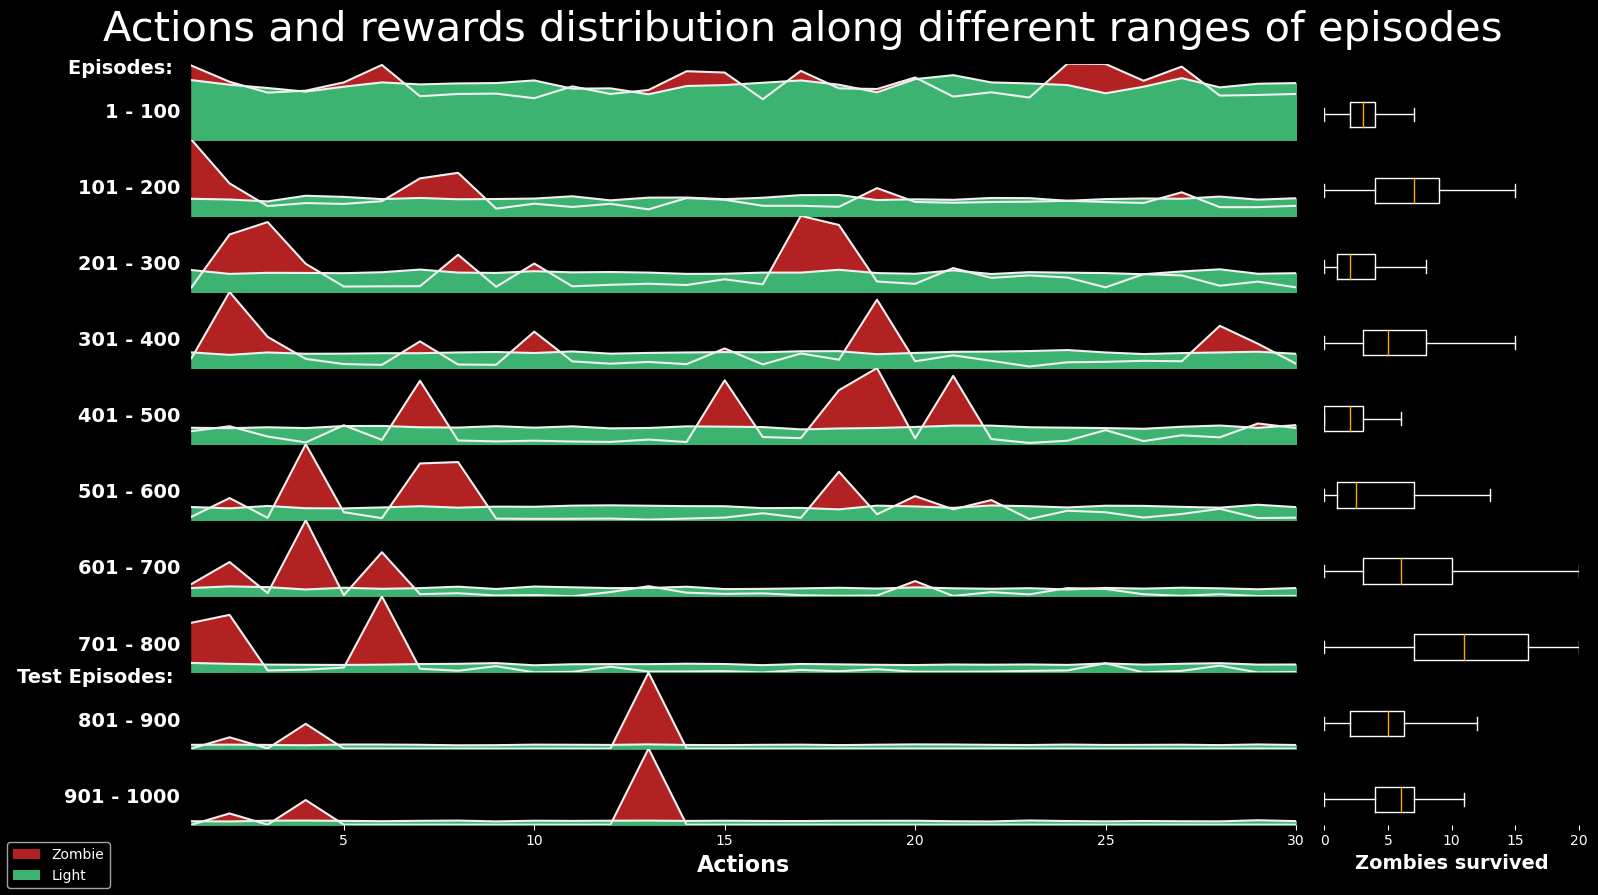 Actions and rewards distribution along different ranges of episodes
Episodes:
1 - 100
101 - 200
201 - 300
301 - 400
401 - 500
501 - 600
601 - 700
701 - 800
Test Episodes:
801 - 900
901 - 1000
5 10 15 20 25 30
0 5 10 15 20
Actions
Zombies survived
Zombie
Light